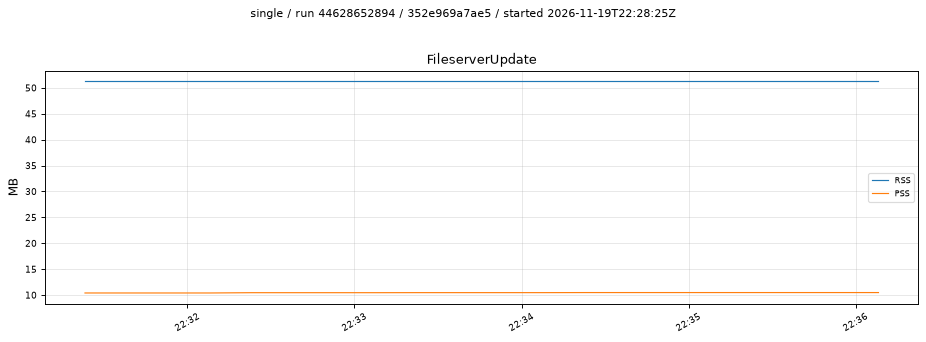 single / run 44628652894 / 352e969a7ae5 / started 2026-11-19T22:28:25Z
FileserverUpdate
MB
50
45
40
35
30
25
20
15
10
RSS
PSS
22:32
22:33
22:34
22:35
22:36